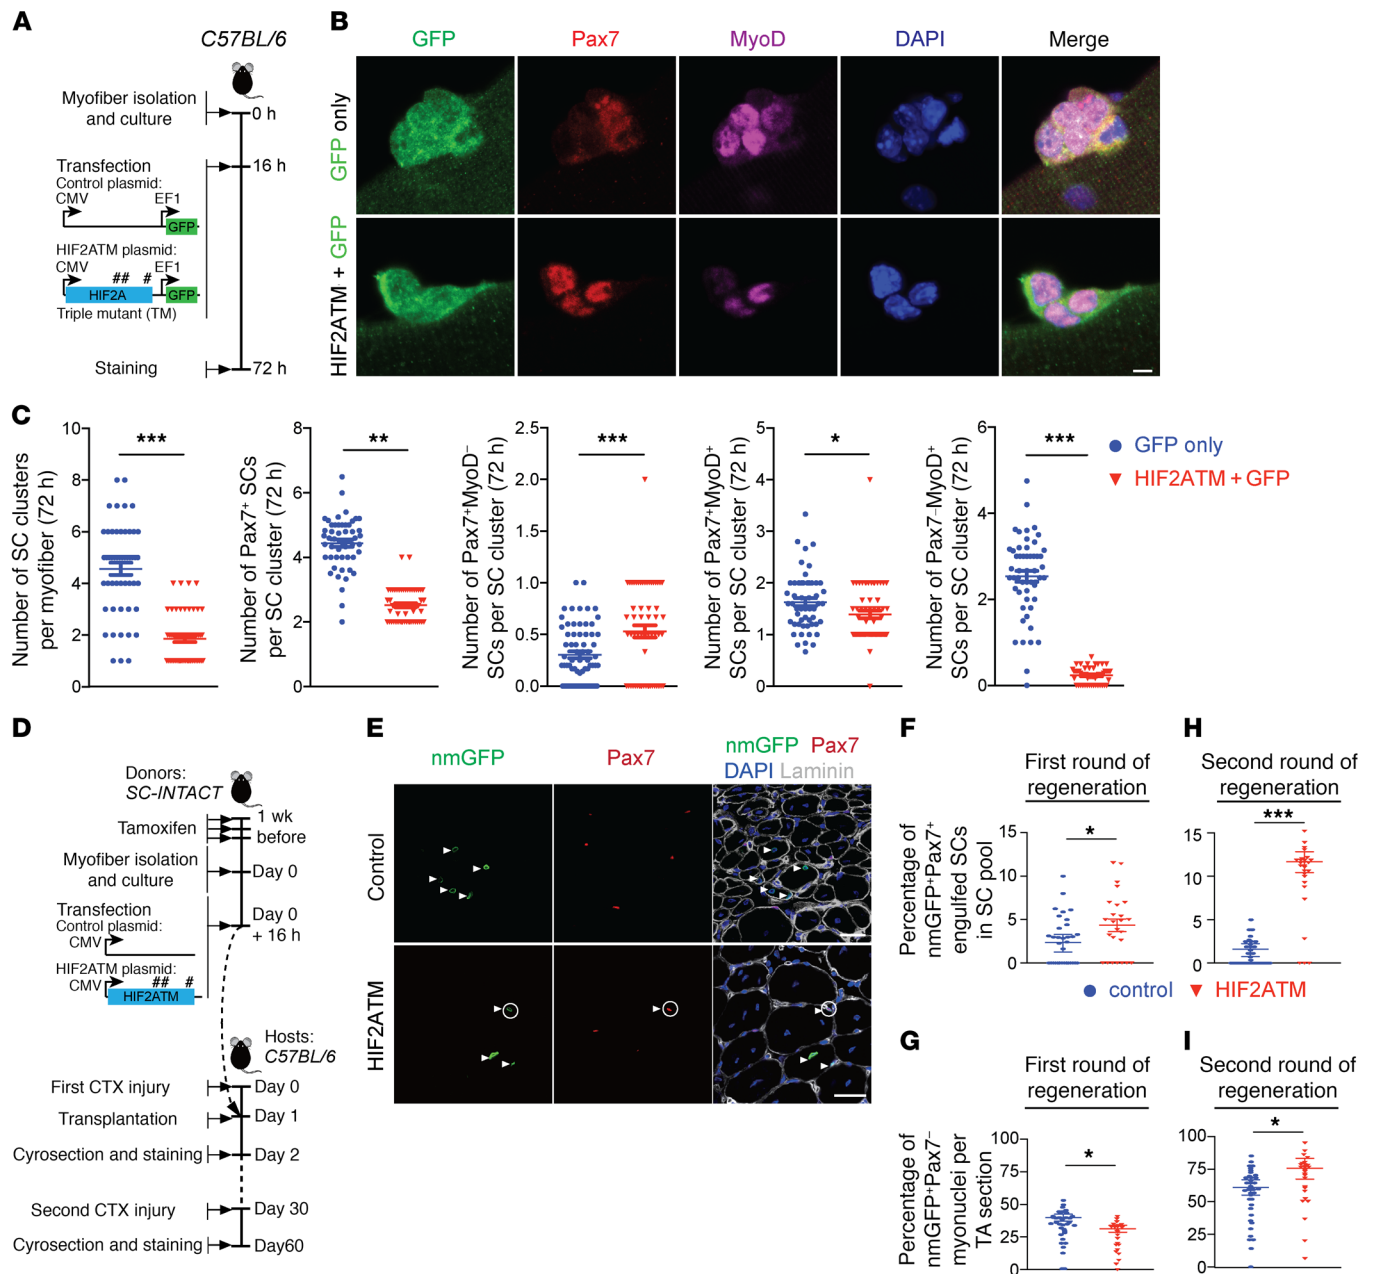 A
C57BL/6
Myofiber isolation
and culture
0 h
Transfection
16 h
Control plasmid:
CMV
EF1
GFP
HIF2ATM plasmid:
CMV
##
#
EF1
HIF2A
GFP
Triple mutant (TM)
Staining
72 h
B
GFP
Pax7
MyoD
DAPI
Merge
GFP only
HIF2ATM + GFP
C
Number of SC clusters
per myofiber (72 h)
10
8
6
4
2
0
***
Number of Pax7+ SCs
per SC cluster (72 h)
8
6
4
2
0
**
Number of Pax7+MyoD−
SCs per SC cluster (72 h)
2.5
2.0
1.5
1.0
0.5
0.0
***
Number of Pax7+MyoD+
SCs per SC cluster (72 h)
5
4
3
2
1
0
*
Number of Pax7−MyoD+
SCs per SC cluster (72 h)
6
4
2
0
***
GFP only
HIF2ATM + GFP
D
Donors:
SC-INTACT
Tamoxifen
1 wk
before
Myofiber isolation
and culture
Day 0
Transfection
Control plasmid:
CMV
Day 0
+ 16 h
HIF2ATM plasmid:
CMV
##
#
HIF2ATM
Hosts:
C57BL/6
First CTX injury
Day 0
Transplantation
Day 1
Cyrosection and staining
Day 2
Second CTX injury
Day 30
Cyrosection and staining
Day60
E
nmGFP
Pax7
nmGFP Pax7
DAPI Laminin
Control
HIF2ATM
F
First round of
regeneration
Percentage of
nmGFP+Pax7+
engulfed SCs
in SC pool
15
10
5
0
*
H
Second round of
regeneration
15
10
5
0
***
control
HIF2ATM
G
First round of
regeneration
Percentage of
nmGFP+Pax7−
myonuclei per
TA section
100
75
50
25
0
*
I
Second round of
regeneration
100
75
50
25
0
*